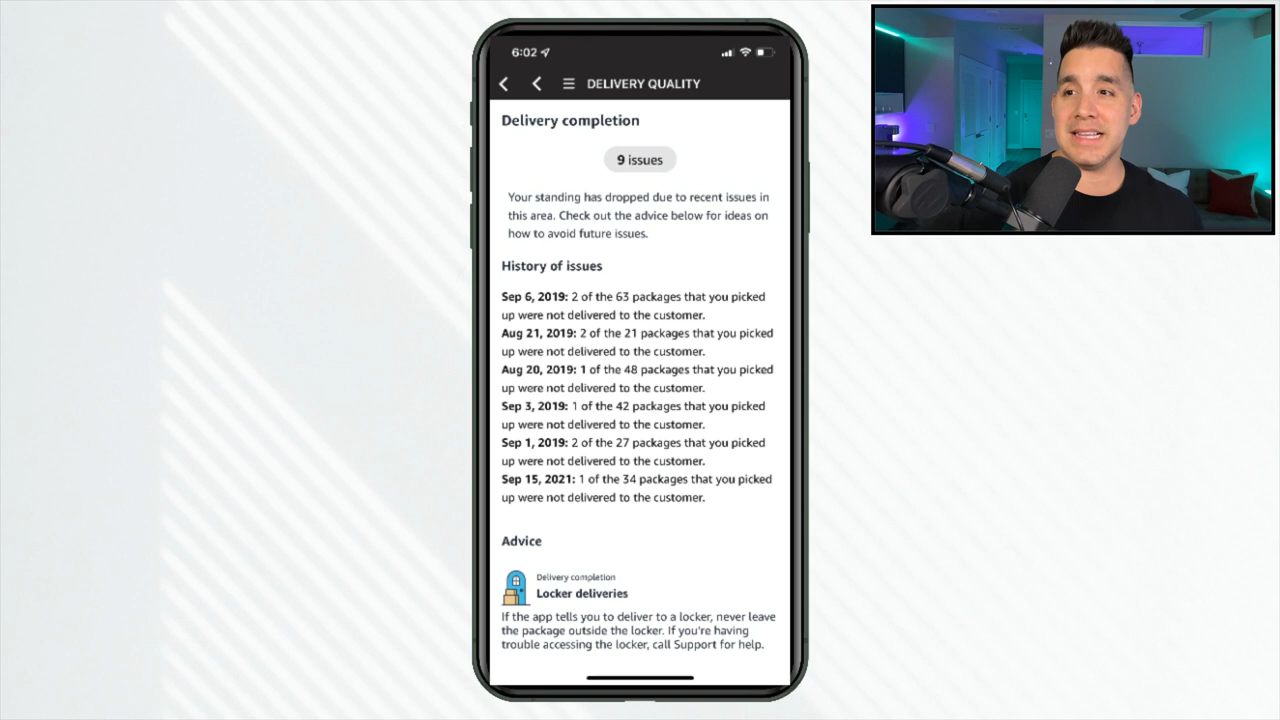 6:02
DELIVERY QUALITY
Delivery completion
9 issues
Your standing has dropped due to recent issues in
this area. Check out the advice below for ideas on
how to avoid future issues.
History of issues
Sep 6, 2019: 2 of the 63 packages that you picked
up were not delivered to the customer.
Aug 21, 2019: 2 of the 21 packages that you picked
up were not delivered to the customer.
Aug 20, 2019: 1 of the 48 packages that you picked
up were not delivered to the customer.
Sep 3, 2019: 1 of the 42 packages that you picked
up were not delivered to the customer.
Sep 1, 2019: 2 of the 27 packages that you picked
up were not delivered to the customer.
Sep 15, 2021: 1 of the 34 packages that you picked
up were not delivered to the customer.
Advice
Delivery completion
Locker deliveries
If the app tells you to deliver to a locker, never leave
the package outside the locker. If you're having
trouble accessing the locker, call Support for help.